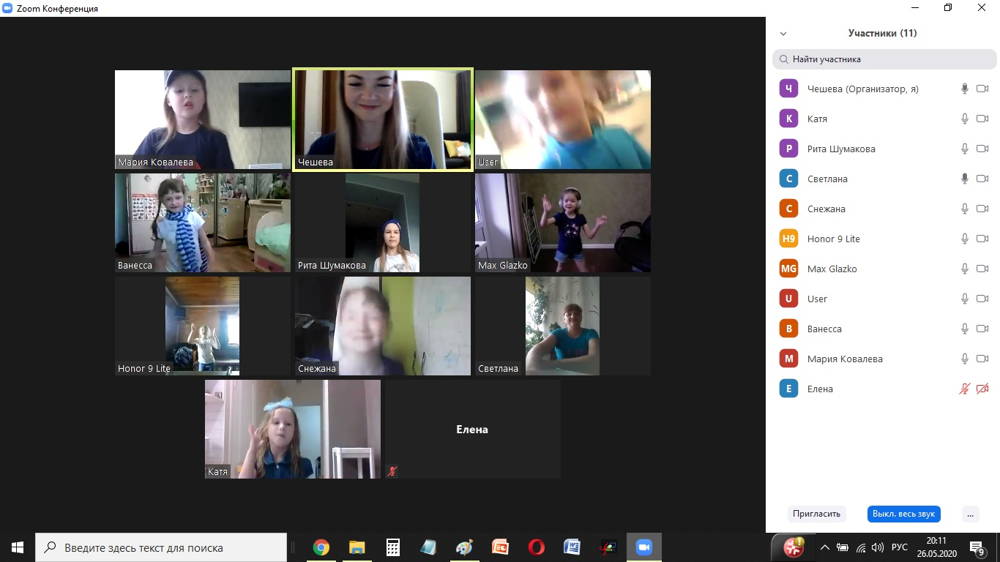 Zoom Конференция
Мария Ковалева
Чешева
User
Ванесса
Рита Шумакова
Max Glazko
Honor 9 Lite
Снежана
Светлана
Катя
Елена
Участники (11)
Найти участника
Ч Чешева (Организатор, я)
К Катя
Р Рита Шумакова
С Светлана
С Снежана
H9 Honor 9 Lite
MG Max Glazko
U User
В Ванесса
М Мария Ковалева
Е Елена
Пригласить Выкл. весь звук ...
Введите здесь текст для поиска
РУС
20:11
26.05.2020
9